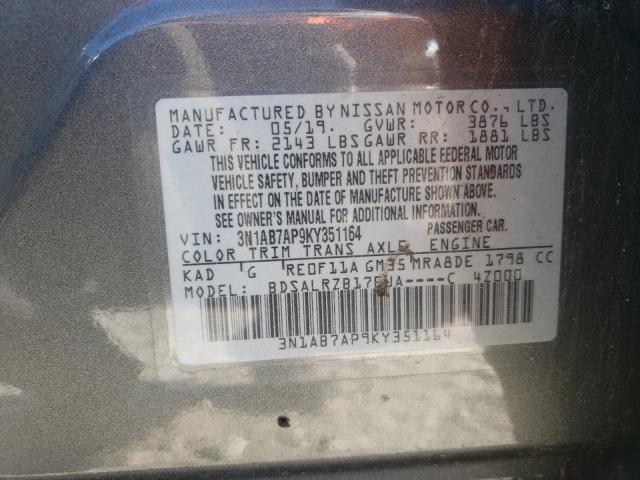 MANUFACTURED BY NISSAN MOTOR CO., LTD.
DATE: 05/19. GVWR: 3876 LBS
GAWR FR: 2143 LBS GAWR RR: 1881 LBS
THIS VEHICLE CONFORMS TO ALL APPLICABLE FEDERAL MOTOR
VEHICLE SAFETY, BUMPER AND THEFT PREVENTION STANDARDS
IN EFFECT ON THE DATE OF MANUFACTURE SHOWN ABOVE.
SEE OWNER'S MANUAL FOR ADDITIONAL INFORMATION.
VIN: 3N1AB7AP9KY351164 PASSENGER CAR.
COLOR TRIM TRANS AXLE ENGINE
KAD G RE0F11A GM35 MRA8DE 1798 CC
MODEL: C 4Z000
3N1AB7AP9KY351164